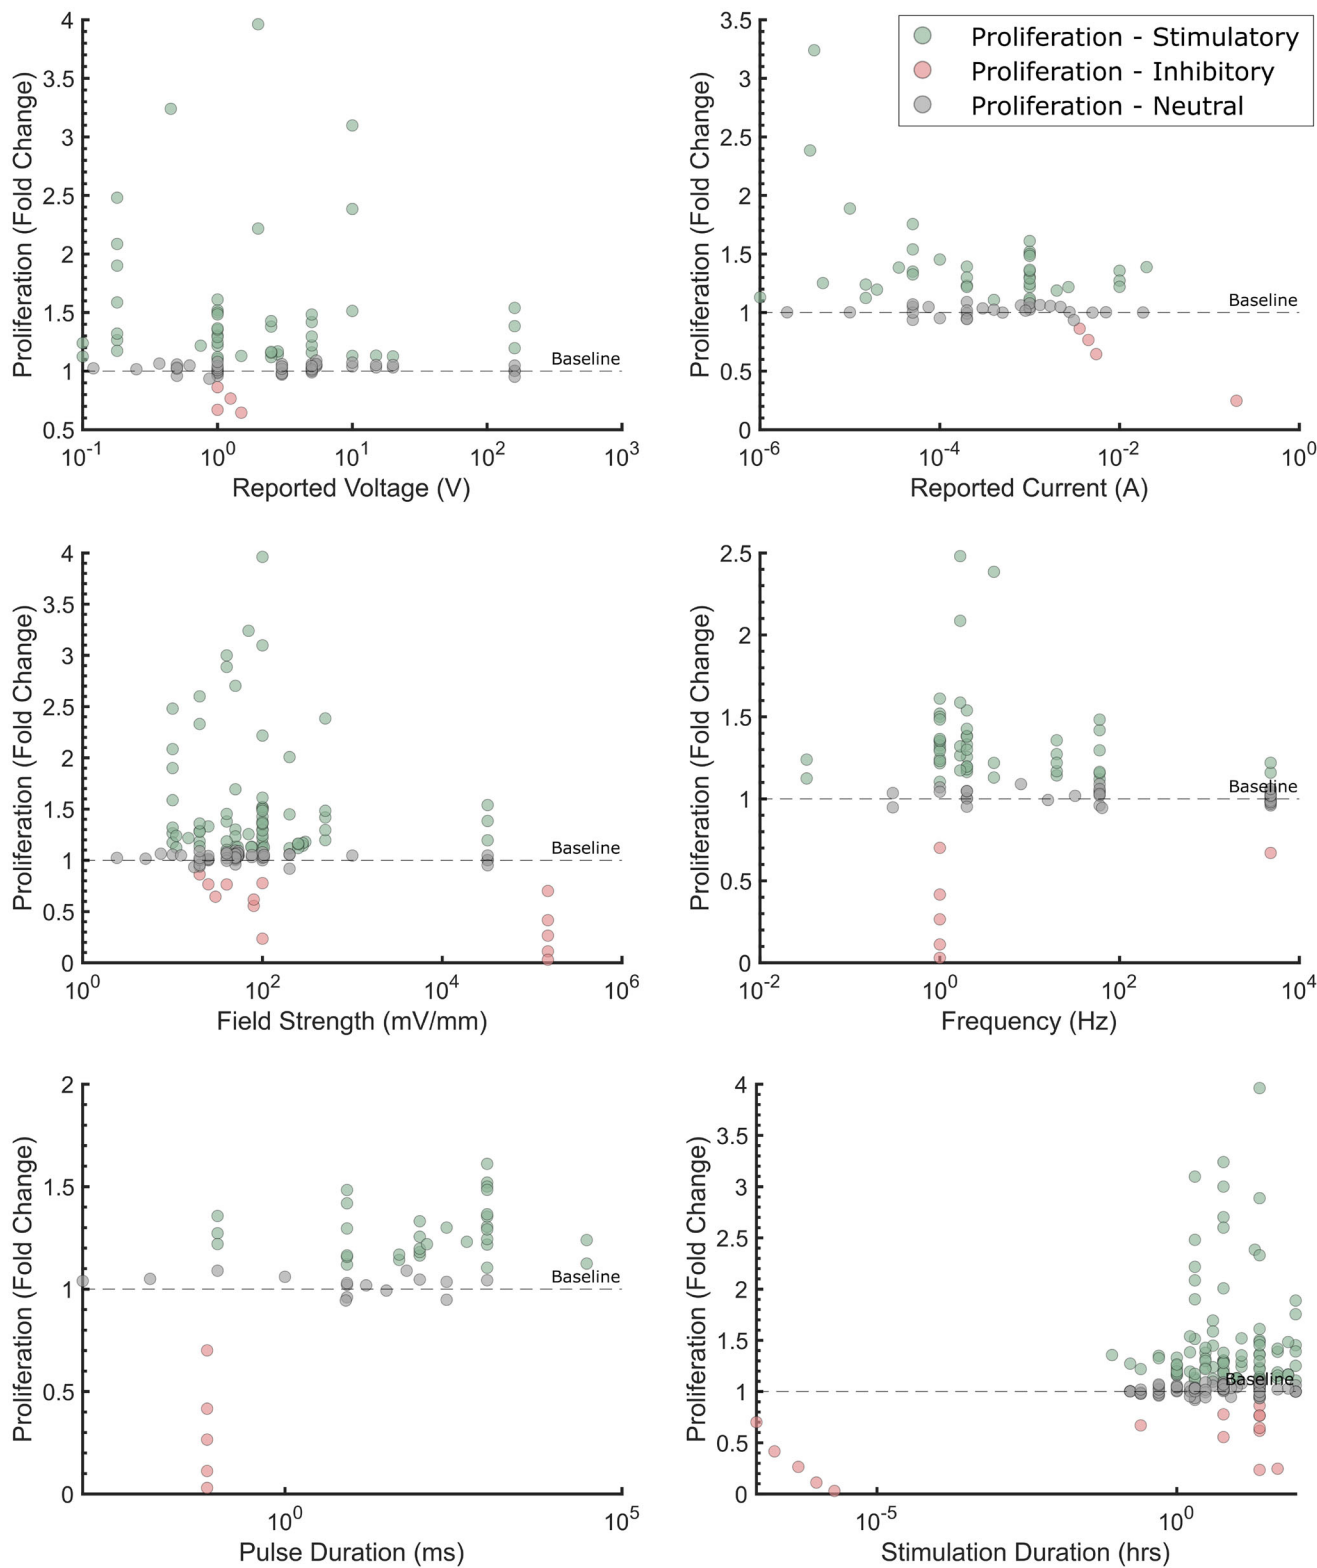 Proliferation - Stimulatory
Proliferation - Inhibitory
Proliferation - Neutral
4
3.5
3
2.5
2
1.5
1
0.5
Proliferation (Fold Change)
Baseline
10^-1 10^0 10^1 10^2 10^3
Reported Voltage (V)
3.5
3
2.5
2
1.5
1
0.5
0
Proliferation (Fold Change)
Baseline
10^-6 10^-4 10^-2 10^0
Reported Current (A)
4
3.5
3
2.5
2
1.5
1
0.5
0
Proliferation (Fold Change)
Baseline
10^0 10^2 10^4 10^6
Field Strength (mV/mm)
2.5
2
1.5
1
0.5
0
Proliferation (Fold Change)
Baseline
10^-2 10^0 10^2 10^4
Frequency (Hz)
2
1.5
1
0.5
0
Proliferation (Fold Change)
Baseline
10^0 10^5
Pulse Duration (ms)
4
3.5
3
2.5
2
1.5
1
0.5
0
Proliferation (Fold Change)
Baseline
10^-5 10^0
Stimulation Duration (hrs)